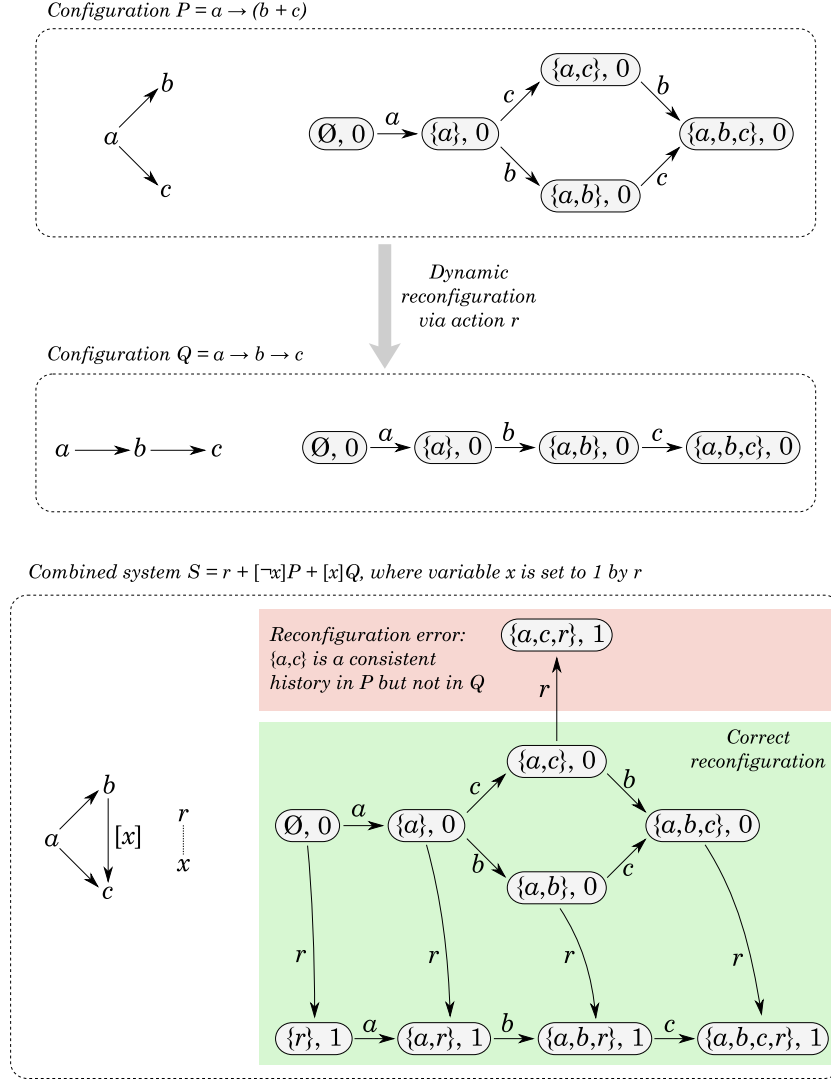 Configuration P = a → (b + c)
b
a
c
Ø, 0
a
{a}, 0
c
b
{a,c}, 0
{a,b}, 0
b
c
{a,b,c}, 0
Dynamic
reconfiguration
via action r
Configuration Q = a → b → c
a
b
c
Ø, 0
a
{a}, 0
b
{a,b}, 0
c
{a,b,c}, 0
Combined system S = r + [¬x]P + [x]Q, where variable x is set to 1 by r
Reconfiguration error:
{a,c} is a consistent
history in P but not in Q
{a,c,r}, 1
r
Correct
reconfiguration
b
a
[x]
c
r
x
Ø, 0
a
{a}, 0
c
b
{a,c}, 0
{a,b}, 0
b
c
{a,b,c}, 0
r
r
r
r
{r}, 1
a
{a,r}, 1
b
{a,b,r}, 1
c
{a,b,c,r}, 1